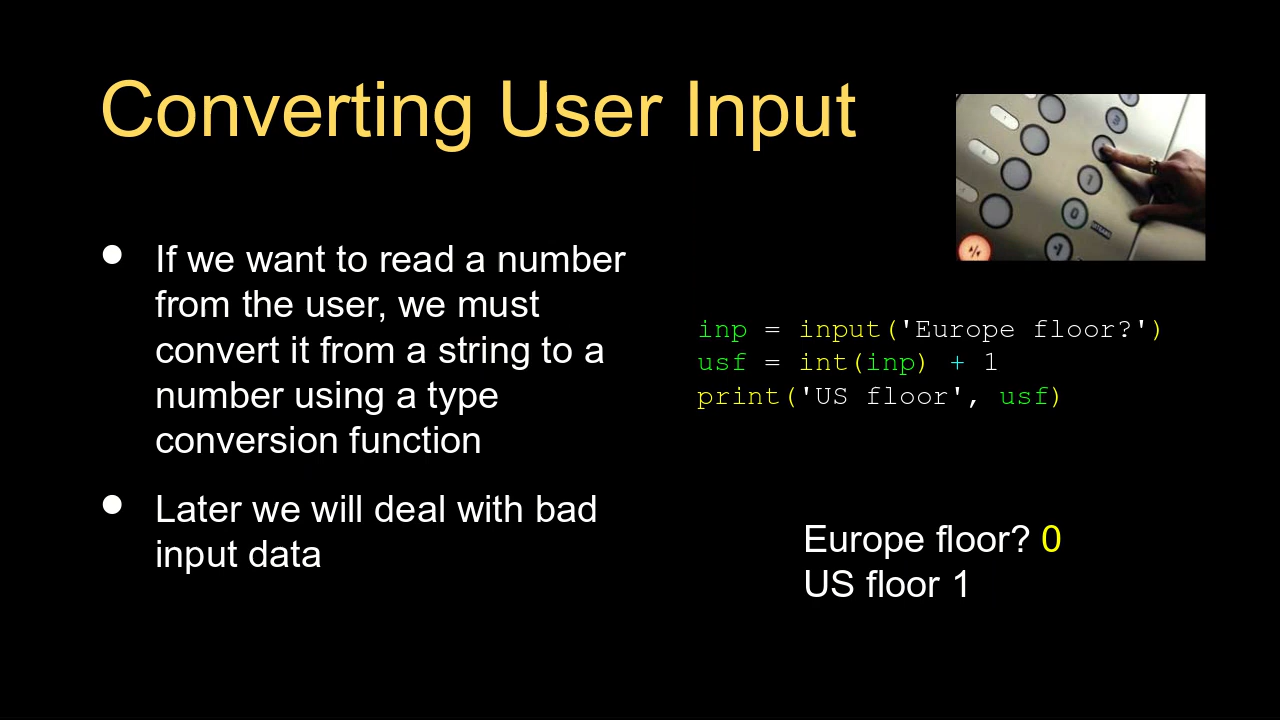 Converting User Input
● If we want to read a number
from the user, we must
convert it from a string to a
number using a type
conversion function
● Later we will deal with bad
input data
inp = input('Europe floor?')
usf = int(inp) + 1
print('US floor', usf)
Europe floor? 0
US floor 1
1
0